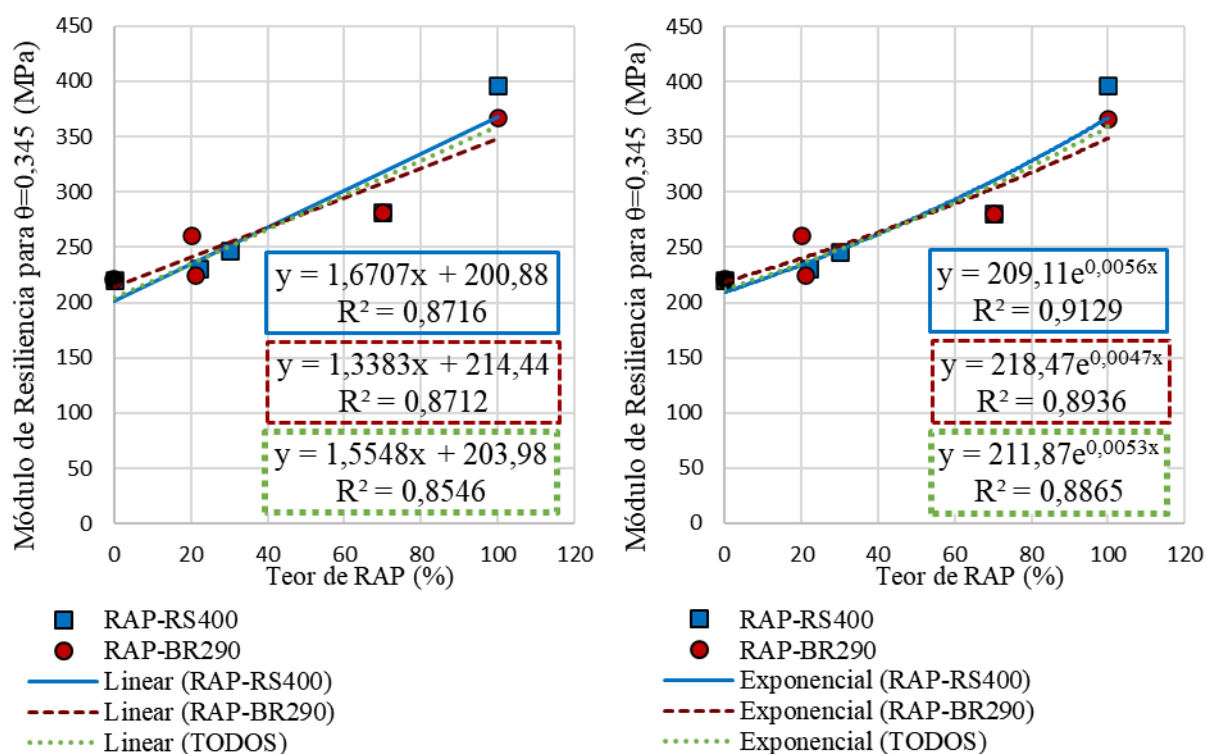 Módulo de Resiliencia para θ=0,345 (MPa)
450
400
350
300
250
200
150
100
50
0
y = 1,6707x + 200,88
R² = 0,8716
y = 1,3383x + 214,44
R² = 0,8712
y = 1,5548x + 203,98
R² = 0,8546
0 20 40 60 80 100 120
Teor de RAP (%)
RAP-RS400
RAP-BR290
Linear (RAP-RS400)
Linear (RAP-BR290)
Linear (TODOS)
Módulo de Resiliencia para θ=0,345 (MPa)
450
400
350
300
250
200
150
100
50
0
y = 209,11e^0,0056x
R² = 0,9129
y = 218,47e^0,0047x
R² = 0,8936
y = 211,87e^0,0053x
R² = 0,8865
0 20 40 60 80 100 120
Teor de RAP (%)
RAP-RS400
RAP-BR290
Exponencial (RAP-RS400)
Exponencial (RAP-BR290)
Exponencial (TODOS)